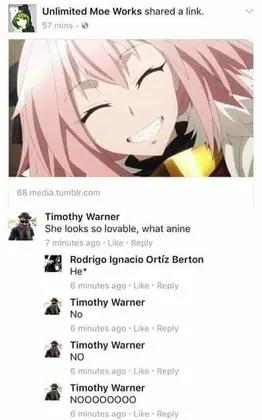 Unlimited Moe Works shared a link.
57 mins ·
68.media.tumblr.com
Timothy Warner
She looks so lovable, what anine
7 minutes ago · Like · Reply
Rodrigo Ignacio Ortíz Berton
He*
6 minutes ago · Like · Reply
Timothy Warner
No
6 minutes ago · Like · Reply
Timothy Warner
NO
6 minutes ago · Like · Reply
Timothy Warner
NOOOOOOOO
6 minutes ago · Like · Reply